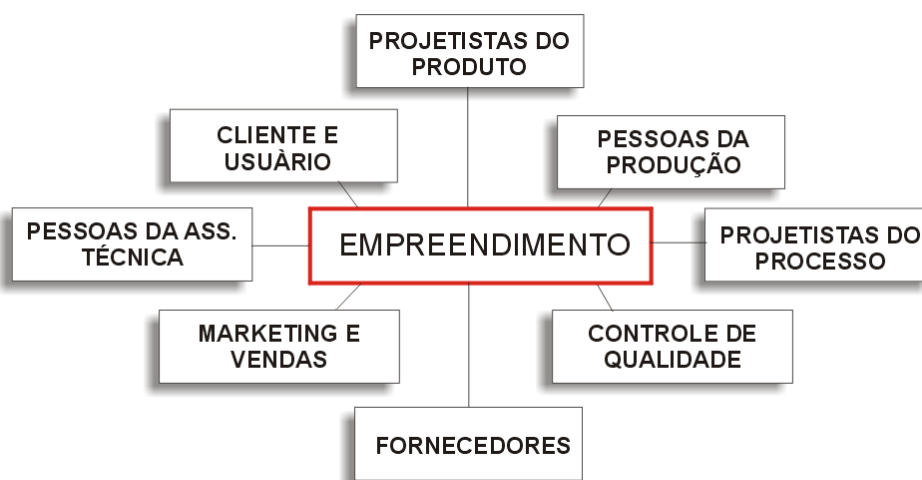 PROJETISTAS DO
PRODUTO
CLIENTE E
USUÀRIO
PESSOAS DA
PRODUÇÃO
PESSOAS DA ASS.
TÉCNICA
EMPREENDIMENTO
PROJETISTAS DO
PROCESSO
MARKETING E
VENDAS
CONTROLE DE
QUALIDADE
FORNECEDORES